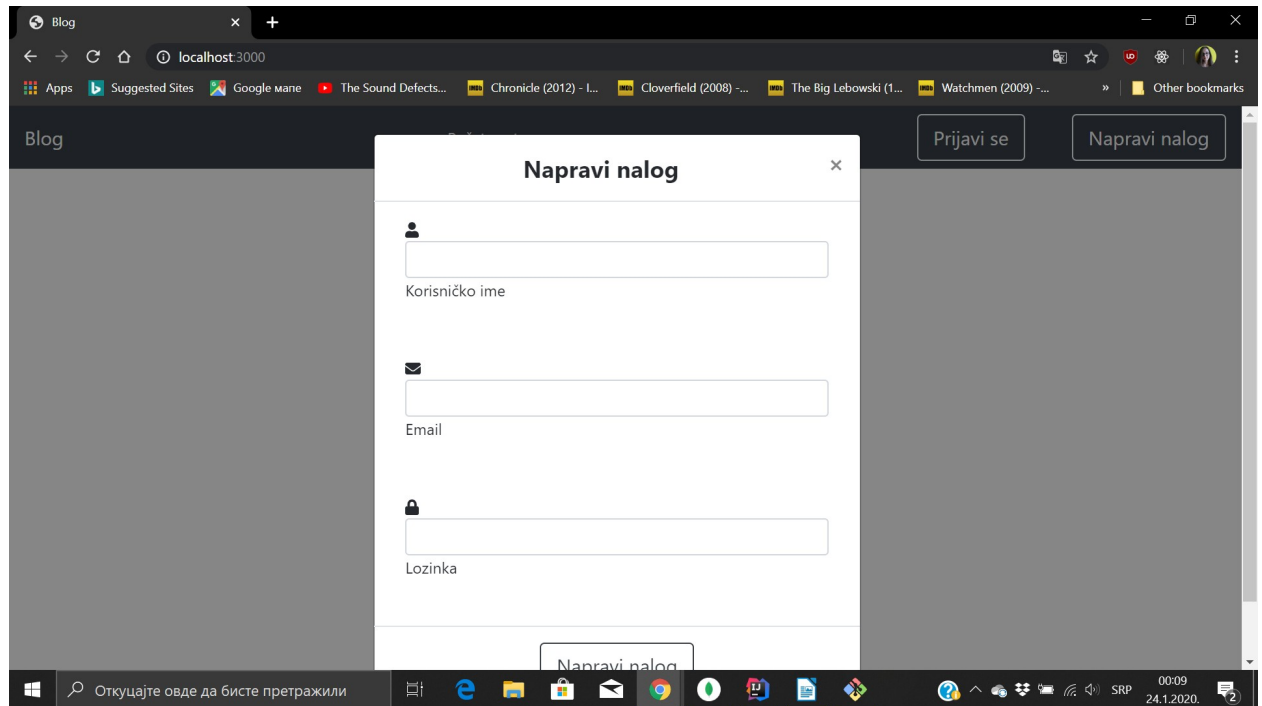 Blog
localhost:3000
Apps Suggested Sites Google мапе The Sound Defects... Chronicle (2012) - I... Cloverfield (2008) -... The Big Lebowski (1... Watchmen (2009) -... » Other bookmarks
Blog Prijavi se Napravi nalog
Napravi nalog ×
Korisničko ime
Email
Lozinka
Napravi nalog
Откуцајте овде да бисте претражили SRP 00:09
24.1.2020. 2